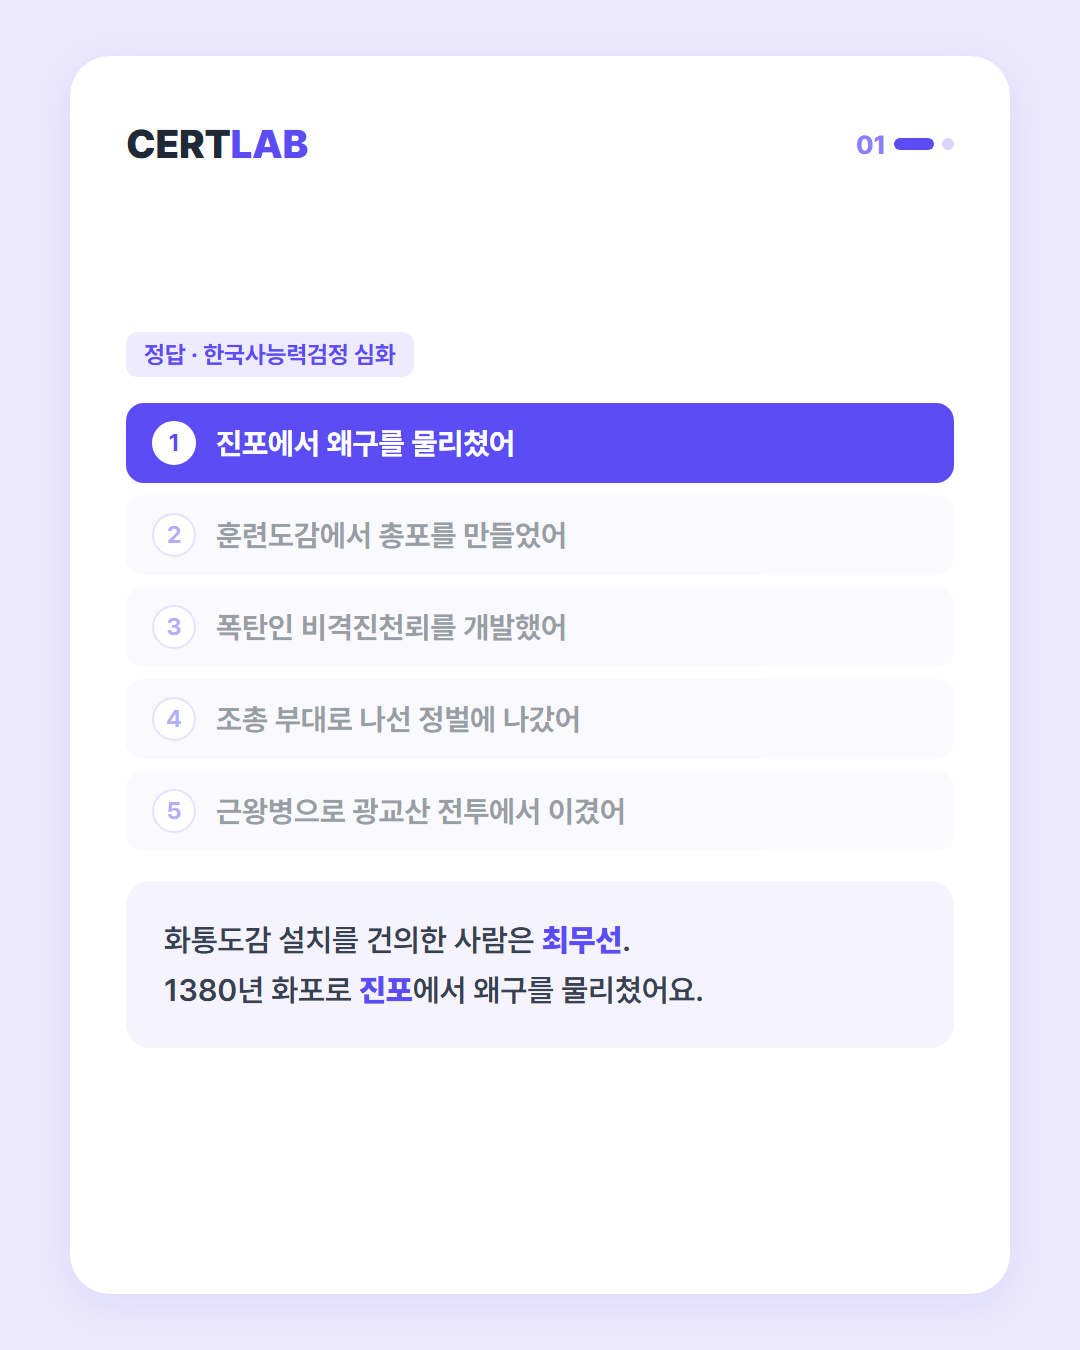 CERTLAB
01
정답 · 한국사능력검정 심화
1 진포에서 왜구를 물리쳤어
2 훈련도감에서 총포를 만들었어
3 폭탄인 비격진천뢰를 개발했어
4 조총 부대로 나선 정벌에 나갔어
5 근왕병으로 광교산 전투에서 이겼어
화통도감 설치를 건의한 사람은 최무선.
1380년 화포로 진포에서 왜구를 물리쳤어요.